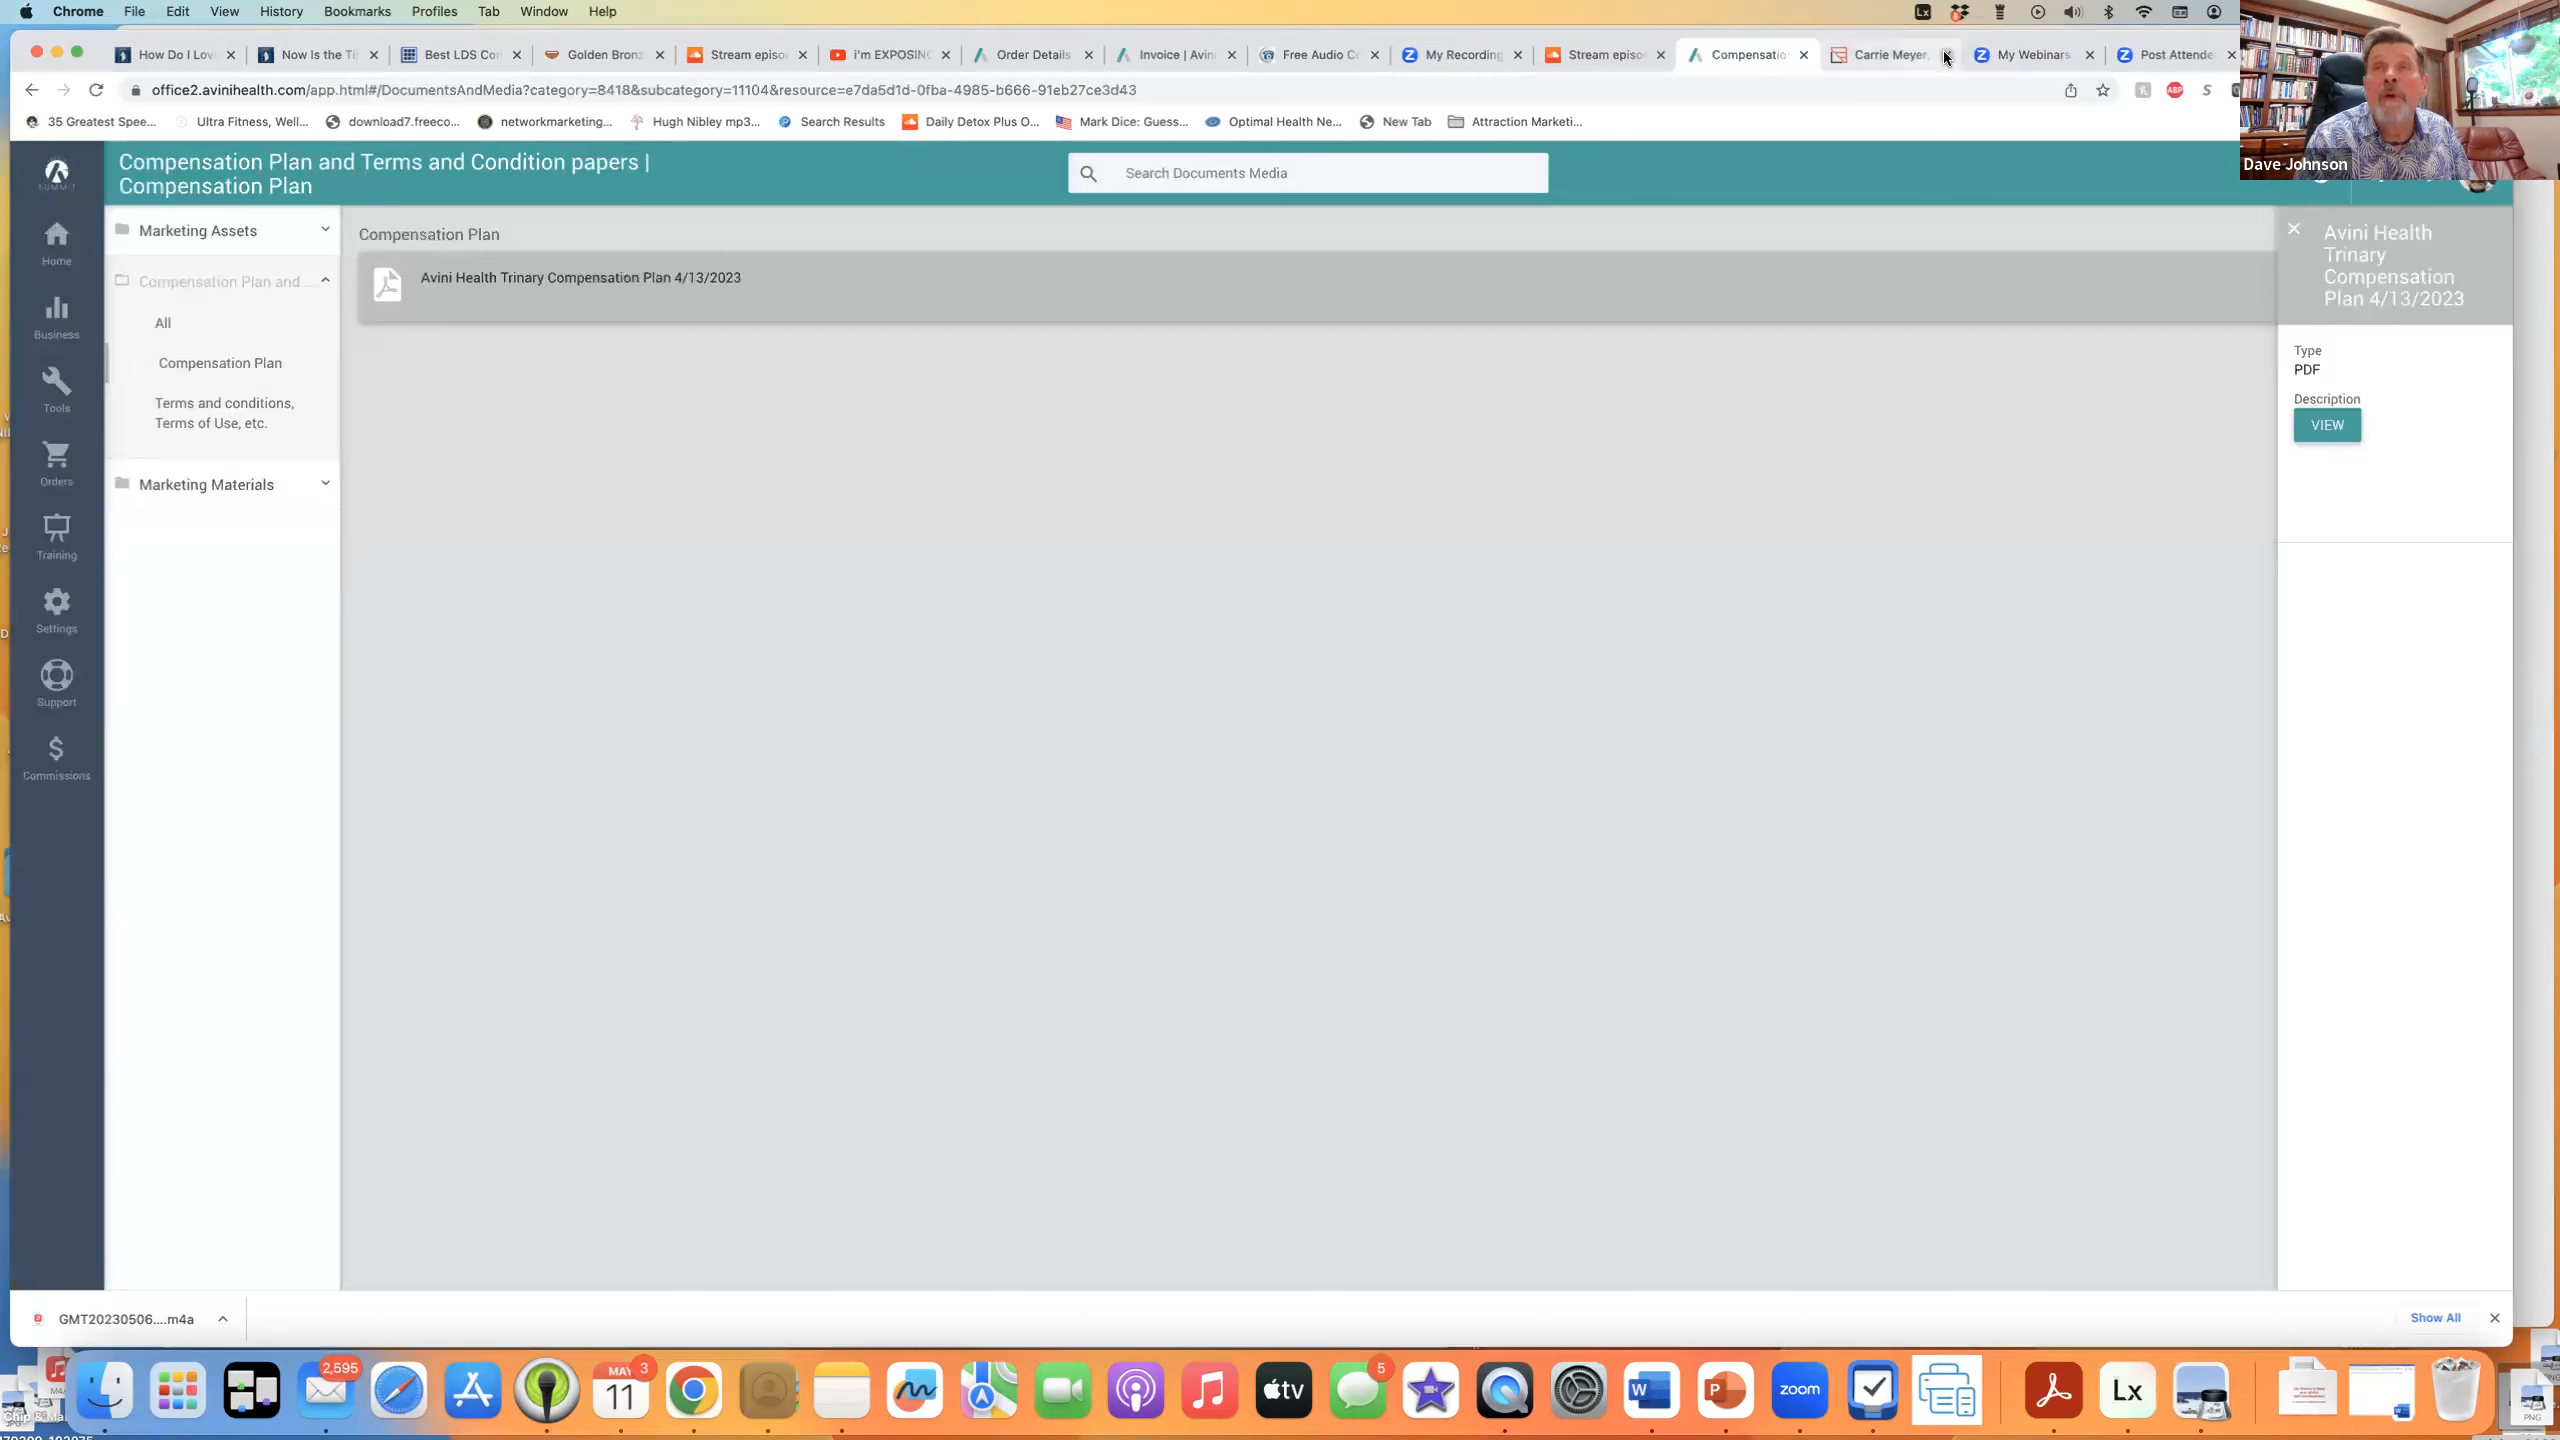 Chrome File Edit View History Bookmarks Profiles Tab Window Help
How Do I Lov
Now Is the Ti
Best LDS Con
Golden Bronz
Stream episo
i'm EXPOSING
Order Details
Invoice | Avini
Free Audio Co
My Recording
Stream episo
Compensatio
Carrie Meyer,
My Webinars
Post Attende
office2.avinihealth.com/app.html#/DocumentsAndMedia?category=8418&subcategory=11104&resource=e7da5d1d-0fba-4985-b666-91eb27ce3d43
ABP
35 Greatest Spee...
Ultra Fitness, Well...
download7.freeco...
networkmarketing...
Hugh Nibley mp3...
Search Results
Daily Detox Plus O...
Mark Dice: Guess...
Optimal Health Ne...
New Tab
Attraction Marketi...
Dave Johnson
SUMMIT
Compensation Plan and Terms and Condition papers |
Compensation Plan
Search Documents Media
Home
Business
Tools
Orders
Training
Settings
Support
Commissions
Marketing Assets
Compensation Plan and ...
All
Compensation Plan
Terms and conditions,
Terms of Use, etc.
Marketing Materials
Compensation Plan
Avini Health Trinary Compensation Plan 4/13/2023
Avini Health
Trinary
Compensation
Plan 4/13/2023
Type
PDF
Description
VIEW
GMT20230506....m4a
Show All
2,595
MAY
11
3
tv
5
W
P
zoom
Lx
PNG